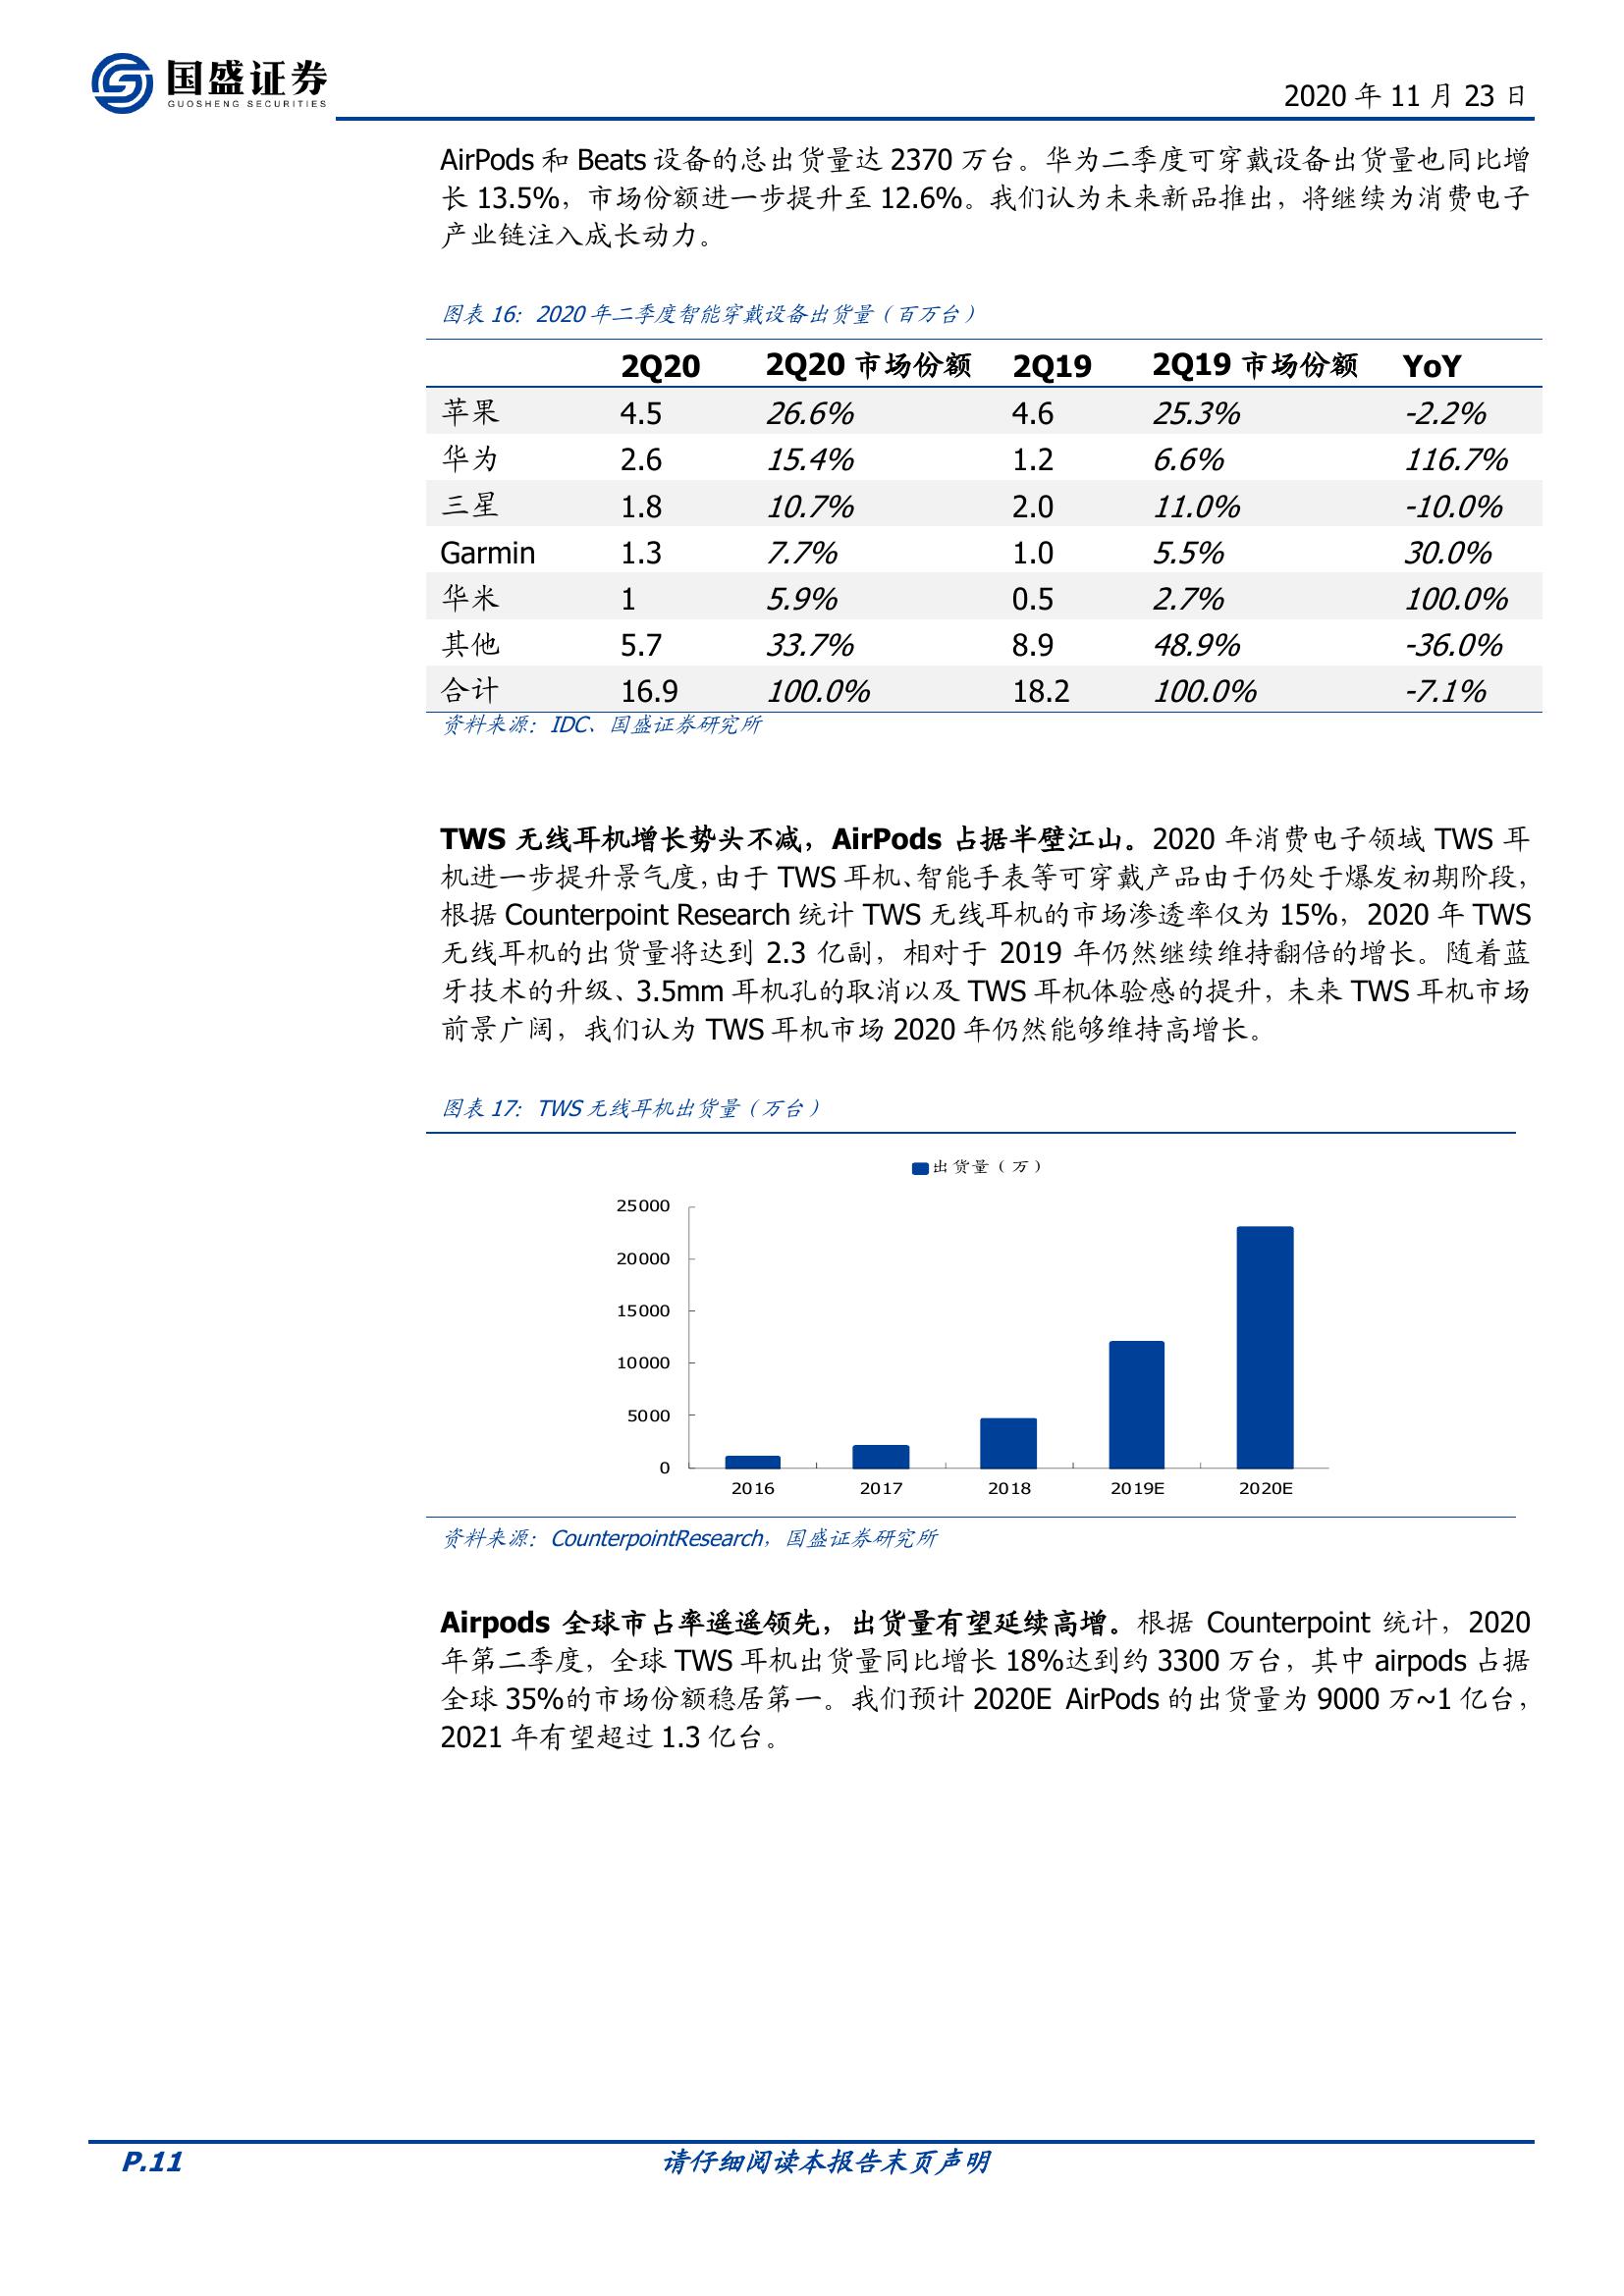 国盛证券
GUOSHENG SECURITIES
2020 年 11 月 23 日
AirPods 和 Beats 设备的总出货量达 2370 万台。华为二季度可穿戴设备出货量也同比增
长 13.5%，市场份额进一步提升至 12.6%。我们认为未来新品推出，将继续为消费电子
产业链注入成长动力。
图表 16：2020 年二季度智能穿戴设备出货量（百万台）
2Q20 2Q20 市场份额 2Q19 2Q19 市场份额 YoY
苹果 4.5 26.6% 4.6 25.3% -2.2%
华为 2.6 15.4% 1.2 6.6% 116.7%
三星 1.8 10.7% 2.0 11.0% -10.0%
Garmin 1.3 7.7% 1.0 5.5% 30.0%
华米 1 5.9% 0.5 2.7% 100.0%
其他 5.7 33.7% 8.9 48.9% -36.0%
合计 16.9 100.0% 18.2 100.0% -7.1%
资料来源：IDC、国盛证券研究所
TWS 无线耳机增长势头不减，AirPods 占据半壁江山。2020 年消费电子领域 TWS 耳
机进一步提升景气度，由于 TWS 耳机、智能手表等可穿戴产品由于仍处于爆发初期阶段，
根据 Counterpoint Research 统计 TWS 无线耳机的市场渗透率仅为 15%，2020 年 TWS
无线耳机的出货量将达到 2.3 亿副，相对于 2019 年仍然继续维持翻倍的增长。随着蓝
牙技术的升级、3.5mm 耳机孔的取消以及 TWS 耳机体验感的提升，未来 TWS 耳机市场
前景广阔，我们认为 TWS 耳机市场 2020 年仍然能够维持高增长。
图表 17：TWS 无线耳机出货量（万台）
出货量（万）
25000
20000
15000
10000
5000
0
2016 2017 2018 2019E 2020E
资料来源：CounterpointResearch，国盛证券研究所
Airpods 全球市占率遥遥领先，出货量有望延续高增。根据 Counterpoint 统计，2020
年第二季度，全球 TWS 耳机出货量同比增长 18%达到约 3300 万台，其中 airpods 占据
全球 35%的市场份额稳居第一。我们预计 2020E AirPods 的出货量为 9000 万~1 亿台，
2021 年有望超过 1.3 亿台。
P.11 请仔细阅读本报告末页声明